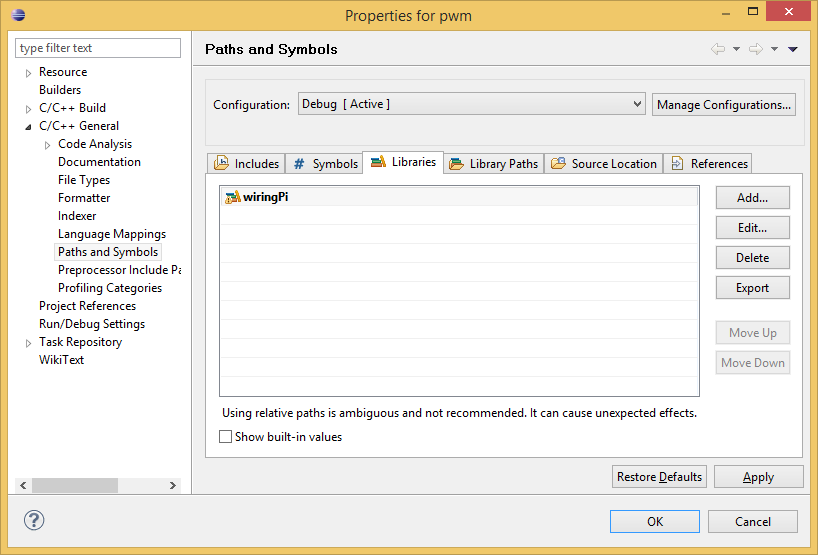 Properties for pwm
type filter text
Resource
Builders
C/C++ Build
C/C++ General
Code Analysis
Documentation
File Types
Formatter
Indexer
Language Mappings
Paths and Symbols
Preprocessor Include Pa
Profiling Categories
Project References
Run/Debug Settings
Task Repository
WikiText
Paths and Symbols
Configuration: Debug [ Active ] Manage Configurations...
Includes # Symbols Libraries Library Paths Source Location References
wiringPi
Add...
Edit...
Delete
Export
Move Up
Move Down
Using relative paths is ambiguous and not recommended. It can cause unexpected effects.
Show built-in values
Restore Defaults Apply
? OK Cancel